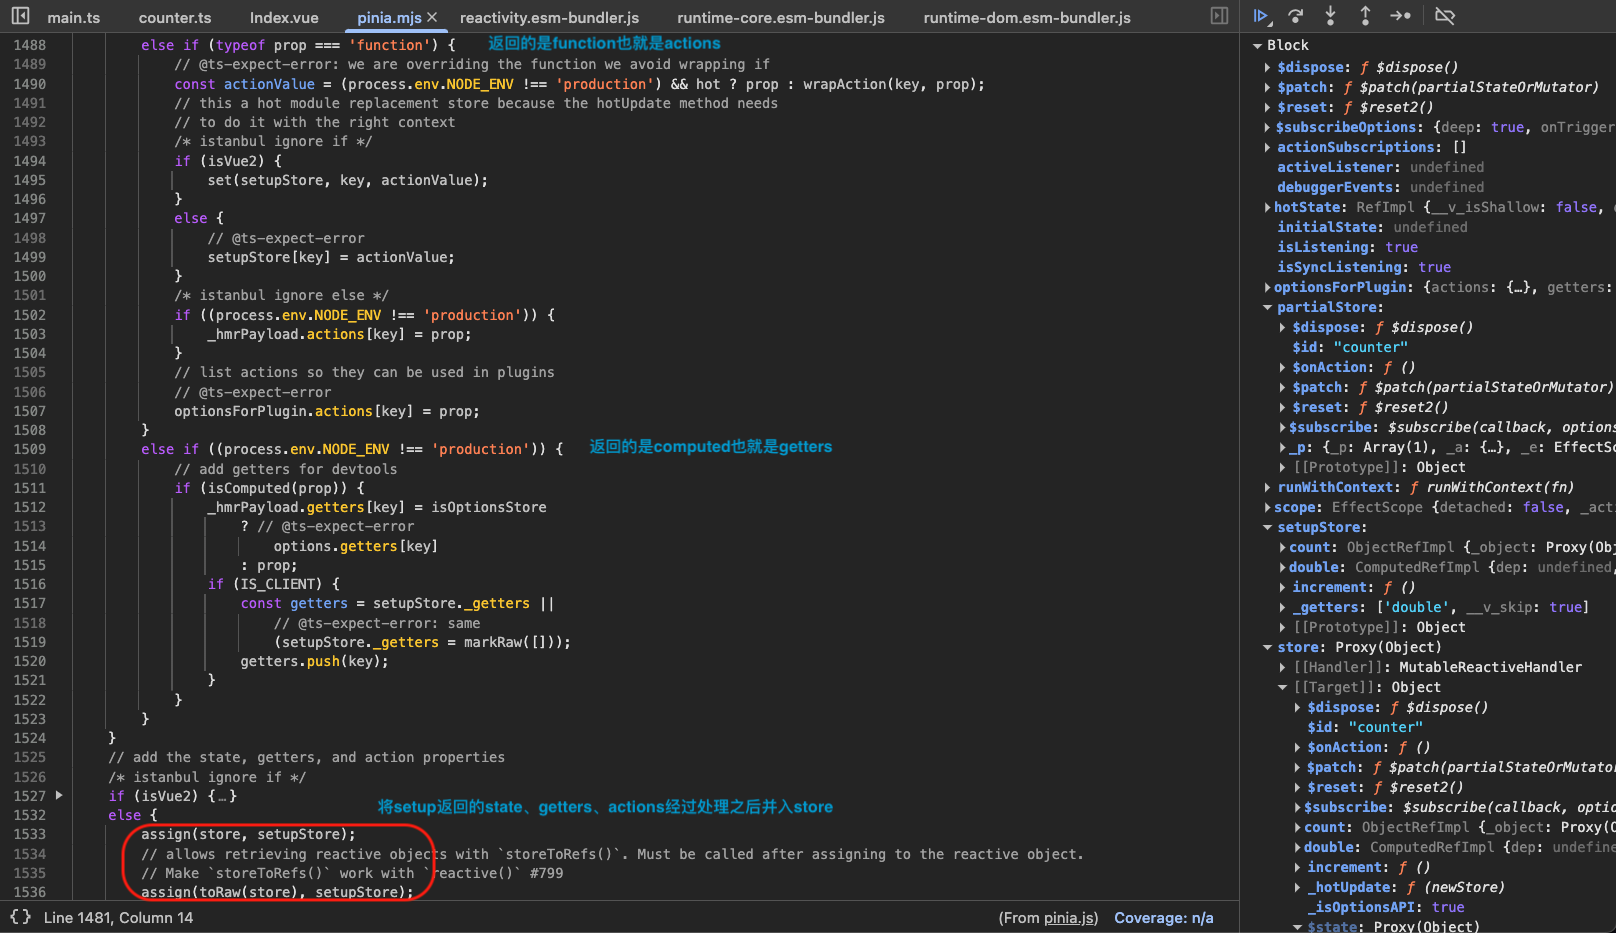 main.ts counter.ts Index.vue pinia.mjs reactivity.esm-bundler.js runtime-core.esm-bundler.js runtime-dom.esm-bundler.js
1488 else if (typeof prop === 'function') { 返回的是function也就是actions
1489 // @ts-expect-error: we are overriding the function we avoid wrapping if
1490 const actionValue = (process.env.NODE_ENV !== 'production') && hot ? prop : wrapAction(key, prop);
1491 // this a hot module replacement store because the hotUpdate method needs
1492 // to do it with the right context
1493 /* istanbul ignore if */
1494 if (isVue2) {
1495 set(setupStore, key, actionValue);
1496 }
1497 else {
1498 // @ts-expect-error
1499 setupStore[key] = actionValue;
1500 }
1501 /* istanbul ignore else */
1502 if ((process.env.NODE_ENV !== 'production')) {
1503 _hmrPayload.actions[key] = prop;
1504 }
1505 // list actions so they can be used in plugins
1506 // @ts-expect-error
1507 optionsForPlugin.actions[key] = prop;
1508 }
1509 else if ((process.env.NODE_ENV !== 'production')) { 返回的是computed也就是getters
1510 // add getters for devtools
1511 if (isComputed(prop)) {
1512 _hmrPayload.getters[key] = isOptionsStore
1513 ? // @ts-expect-error
1514 options.getters[key]
1515 : prop;
1516 if (IS_CLIENT) {
1517 const getters = setupStore._getters ||
1518 // @ts-expect-error: same
1519 (setupStore._getters = markRaw([]));
1520 getters.push(key);
1521 }
1522 }
1523 }
1524 }
1525 // add the state, getters, and action properties
1526 /* istanbul ignore if */
1527 if (isVue2) {…}
1532 else { 将setup返回的state、getters、actions经过处理之后并入store
1533 assign(store, setupStore);
1534 // allows retrieving reactive objects with `storeToRefs()`. Must be called after assigning to the reactive object.
1535 // Make `storeToRefs()` work with `reactive()` #799
1536 assign(toRaw(store), setupStore);
{} Line 1481, Column 14 (From pinia.js) Coverage: n/a
Block
$dispose: ƒ $dispose()
$patch: ƒ $patch(partialStateOrMutator)
$reset: ƒ $reset2()
$subscribeOptions: {deep: true, onTrigger
actionSubscriptions: []
activeListener: undefined
debuggerEvents: undefined
hotState: RefImpl {__v_isShallow: false,
initialState: undefined
isListening: true
isSyncListening: true
optionsForPlugin: {actions: {…}, getters:
partialStore:
$dispose: ƒ $dispose()
$id: "counter"
$onAction: ƒ ()
$patch: ƒ $patch(partialStateOrMutator)
$reset: ƒ $reset2()
$subscribe: $subscribe(callback, options
_p: {_p: Array(1), _a: {…}, _e: EffectSc
[[Prototype]]: Object
runWithContext: ƒ runWithContext(fn)
scope: EffectScope {detached: false, _acti
setupStore:
count: ObjectRefImpl {_object: Proxy(Obj
double: ComputedRefImpl {dep: undefined,
increment: ƒ ()
_getters: ['double', __v_skip: true]
[[Prototype]]: Object
store: Proxy(Object)
[[Handler]]: MutableReactiveHandler
[[Target]]: Object
$dispose: ƒ $dispose()
$id: "counter"
$onAction: ƒ ()
$patch: ƒ $patch(partialStateOrMutator
$reset: ƒ $reset2()
$subscribe: $subscribe(callback, optio
count: ObjectRefImpl {_object: Proxy(O
double: ComputedRefImpl {dep: undefine
increment: ƒ ()
_hotUpdate: ƒ (newStore)
_isOptionsAPI: true
$state: Proxy(Object)